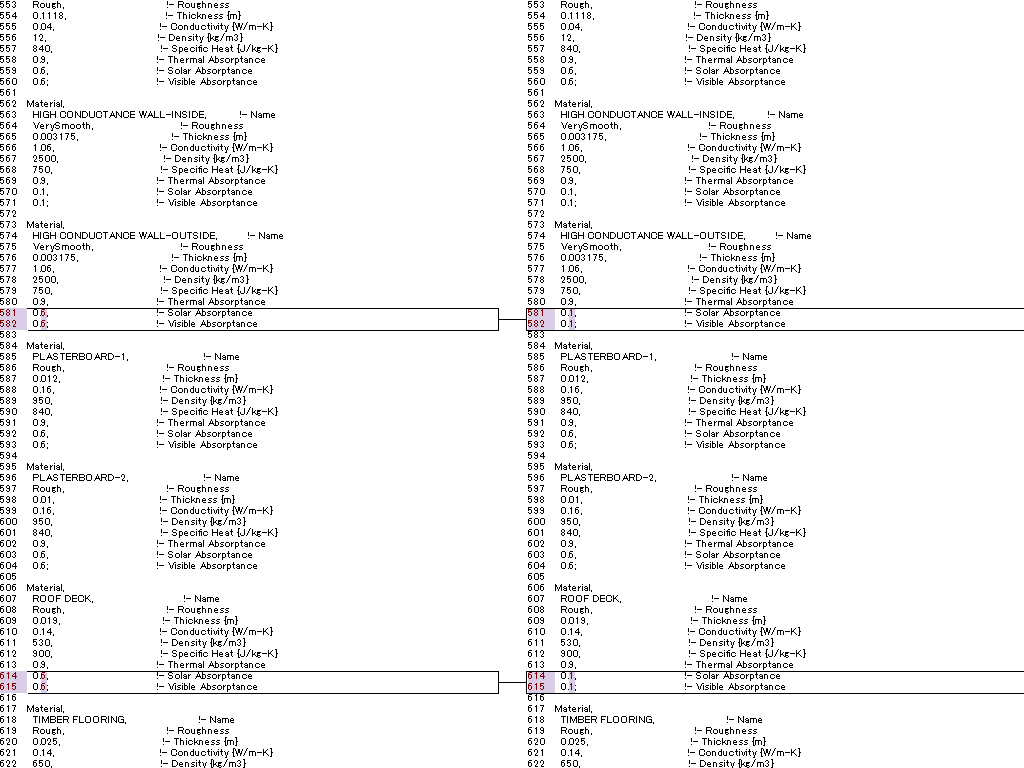 553 Rough, !- Roughness
554 0.1118, !- Thickness {m}
555 0.04, !- Conductivity {W/m-K}
556 12, !- Density {kg/m3}
557 840, !- Specific Heat {J/kg-K}
558 0.9, !- Thermal Absorptance
559 0.6, !- Solar Absorptance
560 0.6; !- Visible Absorptance
561
562 Material,
563 HIGH CONDUCTANCE WALL-INSIDE, !- Name
564 VerySmooth, !- Roughness
565 0.003175, !- Thickness {m}
566 1.06, !- Conductivity {W/m-K}
567 2500, !- Density {kg/m3}
568 750, !- Specific Heat {J/kg-K}
569 0.9, !- Thermal Absorptance
570 0.1, !- Solar Absorptance
571 0.1; !- Visible Absorptance
572
573 Material,
574 HIGH CONDUCTANCE WALL-OUTSIDE, !- Name
575 VerySmooth, !- Roughness
576 0.003175, !- Thickness {m}
577 1.06, !- Conductivity {W/m-K}
578 2500, !- Density {kg/m3}
579 750, !- Specific Heat {J/kg-K}
580 0.9, !- Thermal Absorptance
581 0.6, !- Solar Absorptance
582 0.6; !- Visible Absorptance
583
584 Material,
585 PLASTERBOARD-1, !- Name
586 Rough, !- Roughness
587 0.012, !- Thickness {m}
588 0.16, !- Conductivity {W/m-K}
589 950, !- Density {kg/m3}
590 840, !- Specific Heat {J/kg-K}
591 0.9, !- Thermal Absorptance
592 0.6, !- Solar Absorptance
593 0.6; !- Visible Absorptance
594
595 Material,
596 PLASTERBOARD-2, !- Name
597 Rough, !- Roughness
598 0.01, !- Thickness {m}
599 0.16, !- Conductivity {W/m-K}
600 950, !- Density {kg/m3}
601 840, !- Specific Heat {J/kg-K}
602 0.9, !- Thermal Absorptance
603 0.6, !- Solar Absorptance
604 0.6; !- Visible Absorptance
605
606 Material,
607 ROOF DECK, !- Name
608 Rough, !- Roughness
609 0.019, !- Thickness {m}
610 0.14, !- Conductivity {W/m-K}
611 530, !- Density {kg/m3}
612 900, !- Specific Heat {J/kg-K}
613 0.9, !- Thermal Absorptance
614 0.6, !- Solar Absorptance
615 0.6; !- Visible Absorptance
616
617 Material,
618 TIMBER FLOORING, !- Name
619 Rough, !- Roughness
620 0.025, !- Thickness {m}
621 0.14, !- Conductivity {W/m-K}
622 650, !- Density {kg/m3}
553 Rough, !- Roughness
554 0.1118, !- Thickness {m}
555 0.04, !- Conductivity {W/m-K}
556 12, !- Density {kg/m3}
557 840, !- Specific Heat {J/kg-K}
558 0.9, !- Thermal Absorptance
559 0.6, !- Solar Absorptance
560 0.6; !- Visible Absorptance
561
562 Material,
563 HIGH CONDUCTANCE WALL-INSIDE, !- Name
564 VerySmooth, !- Roughness
565 0.003175, !- Thickness {m}
566 1.06, !- Conductivity {W/m-K}
567 2500, !- Density {kg/m3}
568 750, !- Specific Heat {J/kg-K}
569 0.9, !- Thermal Absorptance
570 0.1, !- Solar Absorptance
571 0.1; !- Visible Absorptance
572
573 Material,
574 HIGH CONDUCTANCE WALL-OUTSIDE, !- Name
575 VerySmooth, !- Roughness
576 0.003175, !- Thickness {m}
577 1.06, !- Conductivity {W/m-K}
578 2500, !- Density {kg/m3}
579 750, !- Specific Heat {J/kg-K}
580 0.9, !- Thermal Absorptance
581 0.1, !- Solar Absorptance
582 0.1; !- Visible Absorptance
583
584 Material,
585 PLASTERBOARD-1, !- Name
586 Rough, !- Roughness
587 0.012, !- Thickness {m}
588 0.16, !- Conductivity {W/m-K}
589 950, !- Density {kg/m3}
590 840, !- Specific Heat {J/kg-K}
591 0.9, !- Thermal Absorptance
592 0.6, !- Solar Absorptance
593 0.6; !- Visible Absorptance
594
595 Material,
596 PLASTERBOARD-2, !- Name
597 Rough, !- Roughness
598 0.01, !- Thickness {m}
599 0.16, !- Conductivity {W/m-K}
600 950, !- Density {kg/m3}
601 840, !- Specific Heat {J/kg-K}
602 0.9, !- Thermal Absorptance
603 0.6, !- Solar Absorptance
604 0.6; !- Visible Absorptance
605
606 Material,
607 ROOF DECK, !- Name
608 Rough, !- Roughness
609 0.019, !- Thickness {m}
610 0.14, !- Conductivity {W/m-K}
611 530, !- Density {kg/m3}
612 900, !- Specific Heat {J/kg-K}
613 0.9, !- Thermal Absorptance
614 0.1, !- Solar Absorptance
615 0.1; !- Visible Absorptance
616
617 Material,
618 TIMBER FLOORING, !- Name
619 Rough, !- Roughness
620 0.025, !- Thickness {m}
621 0.14, !- Conductivity {W/m-K}
622 650, !- Density {kg/m3}